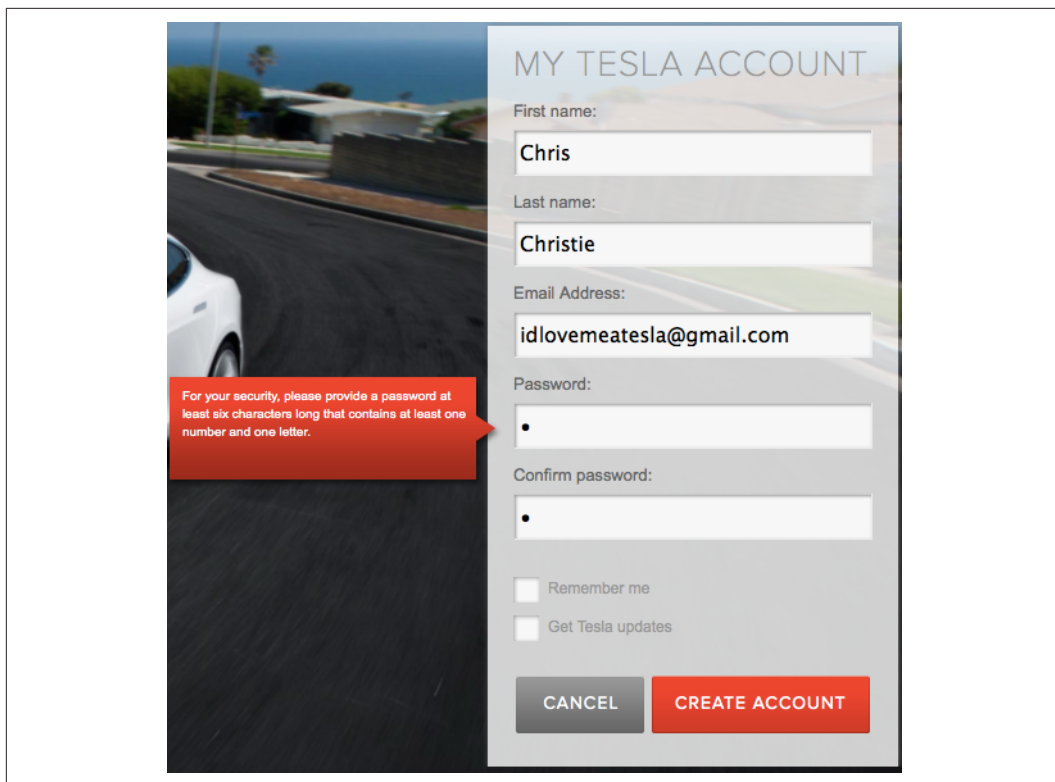 MY TESLA ACCOUNT
First name:
Chris
Last name:
Christie
Email Address:
idlovemeatesla@gmail.com
Password:
For your security, please provide a password at
least six characters long that contains at least one
number and one letter.
•
Confirm password:
•
Remember me
Get Tesla updates
CANCEL
CREATE ACCOUNT